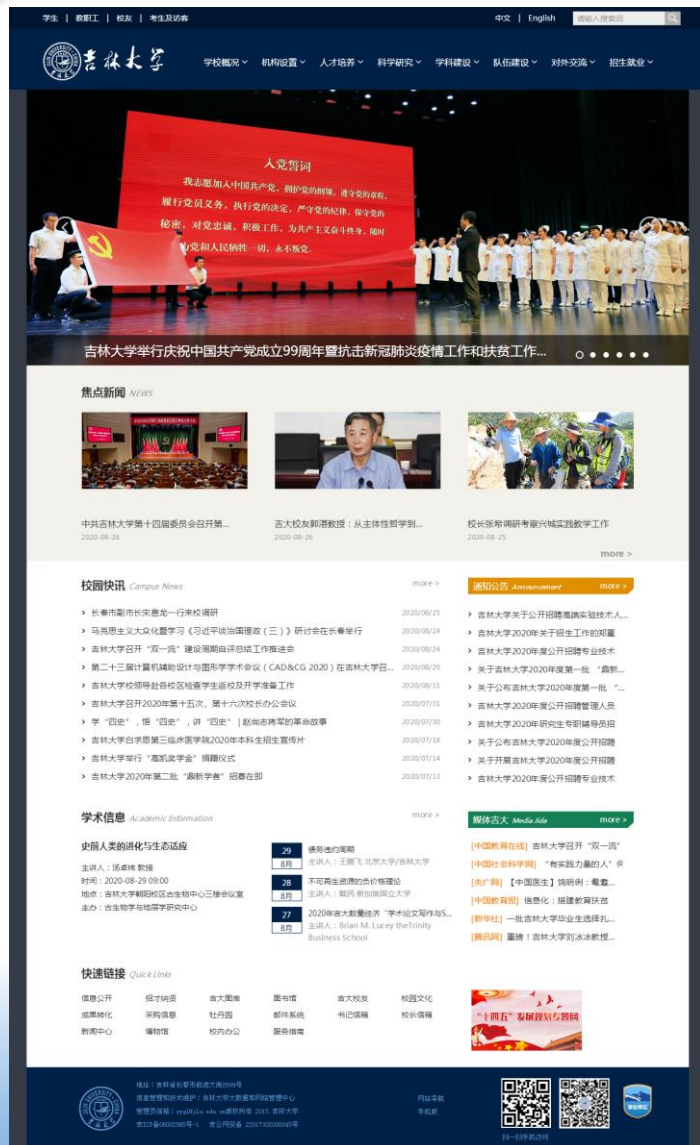 学生 | 教职工 | 校友 | 考生及访客
中文 | English
请输入搜索词
吉林大学
学校概况 机构设置 人才培养 科学研究 学科建设 队伍建设 对外交流 招生就业
入党誓词
我志愿加入中国共产党，拥护党的纲领，遵守党的章程，
履行党员义务，执行党的决定，严守党的纪律，保守党的
秘密，对党忠诚，积极工作，为共产主义奋斗终身，随时
为党和人民牺牲一切，永不叛党。
吉林大学举行庆祝中国共产党成立99周年暨抗击新冠肺炎疫情工作和扶贫工作...
焦点新闻 NEWS
中共吉林大学第十四届委员会召开第...
2020-08-26
吉大校友郭湛教授：从主体性哲学到...
2020-08-26
校长张希调研考察兴城实践教学工作
2020-08-25
more >
校园快讯 Campus News more >
长春市副市长宋葛龙一行来校调研 2020/08/25
马克思主义大众化暨学习《习近平谈治国理政（三）》研讨会在长春举行 2020/08/24
吉林大学召开“双一流”建设周期自评总结工作推进会 2020/08/24
第二十三届计算机辅助设计与图形学学术会议（CAD&CG 2020）在吉林大学召... 2020/08/20
吉林大学校领导赴各校区检查学生返校及开学准备工作 2020/08/11
吉林大学召开2020年第十五次、第十六次校长办公会议 2020/07/31
学“四史”，悟“四史”，讲“四史” | 赵尚志将军的革命故事 2020/07/30
吉林大学白求恩第三临床医学院2020年本科生招生宣传片 2020/07/18
吉林大学举行“高凯奖学金”捐赠仪式 2020/07/14
吉林大学2020年第二批“鼎新学者”招募在即 2020/07/13
通知公告 Announcement more >
吉林大学关于公开招聘高端实验技术人...
吉林大学2020年关于招生工作的郑重
吉林大学2020年度公开招聘专业技术
关于吉林大学2020年度第一批“鼎新...
关于公布吉林大学2020年度第一批“...
吉林大学2020年度公开招聘管理人员
吉林大学2020年研究生专职辅导员招
关于公布吉林大学2020年度公开招聘
关于开展吉林大学2020年度公开招聘
吉林大学2020年度公开招聘专业技术
学术信息 Academic Information more >
史前人类的进化与生态适应
主讲人：汤卓炜 教授
时间：2020-08-29 09:00
地点：吉林大学朝阳校区古生物中心三楼会议室
主办：古生物学与地层学研究中心
29 8月 债务违约周期
主讲人：王鹏飞 北京大学/吉林大学
28 8月 不可再生资源的负价格理论
主讲人：戴民 新加坡国立大学
27 8月 2020年吉大数量经济“学术论文写作与S...
主讲人：Brian M. Lucey theTrinity
Business School
媒体吉大 Media Jlda more >
[中国教育在线] 吉林大学召开“双一流”
[中国社会科学网] “有实践力量的人”
[央广网] 【中国医生】饶明俐：耄耋...
[中国教育报] 信息化：搭建教育扶贫
[新华社] 一批吉林大学毕业生选择扎...
[腾讯网] 重磅！吉林大学刘冰冰教授...
快速链接 Quick Links
信息公开 招才纳贤 吉大图库 图书馆 吉大校友 校园文化
成果转化 采购信息 牡丹园 邮件系统 书记信箱 校长信箱
新闻中心 博物馆 校内办公 服务指南
“十四五”发展规划专题网
地址：吉林省长春市前进大街2699号
信息管理和技术维护：吉林大学大数据和网络管理中心
版权所有 2015 吉林大学
网站导航
手机版
扫一扫手机访问